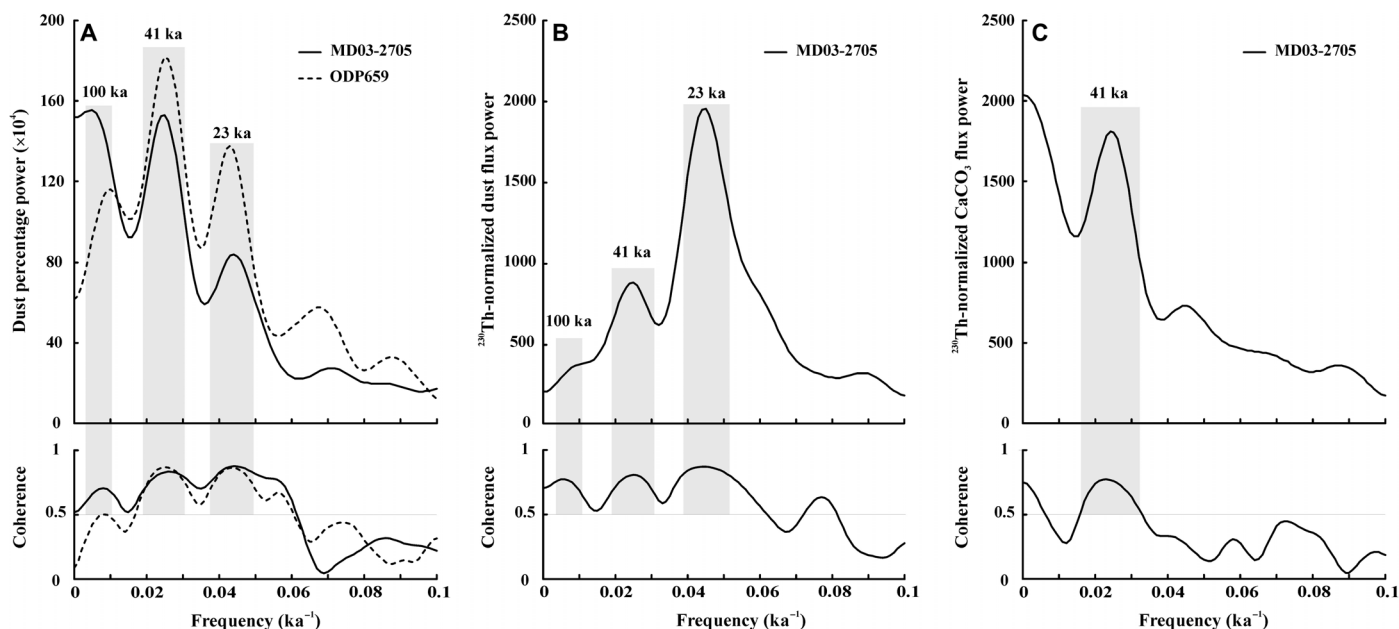 A
41 ka
100 ka
23 ka
MD03-2705
ODP659
Dust percentage power (×10⁴)
200
160
120
80
40
0
Coherence
1
0.5
0
0 0.02 0.04 0.06 0.08 0.1
Frequency (ka⁻¹)
B
MD03-2705
23 ka
41 ka
100 ka
²³⁰Th-normalized dust flux power
2500
2000
1500
1000
500
0
Coherence
1
0.5
0
0 0.02 0.04 0.06 0.08 0.1
Frequency (ka⁻¹)
C
MD03-2705
41 ka
²³⁰Th-normalized CaCO₃ flux power
2500
2000
1500
1000
500
0
Coherence
1
0.5
0
0 0.02 0.04 0.06 0.08 0.1
Frequency (ka⁻¹)